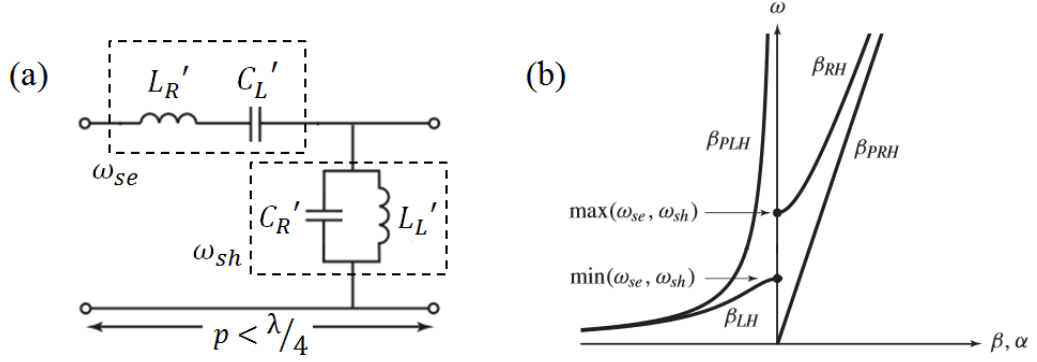 (a)
L_R′
C_L′
ω_se
C_R′
L_L′
ω_sh
p < λ/4
(b)
ω
β_RH
β_PLH
β_PRH
max(ω_se, ω_sh)
min(ω_se, ω_sh)
β_LH
β, α